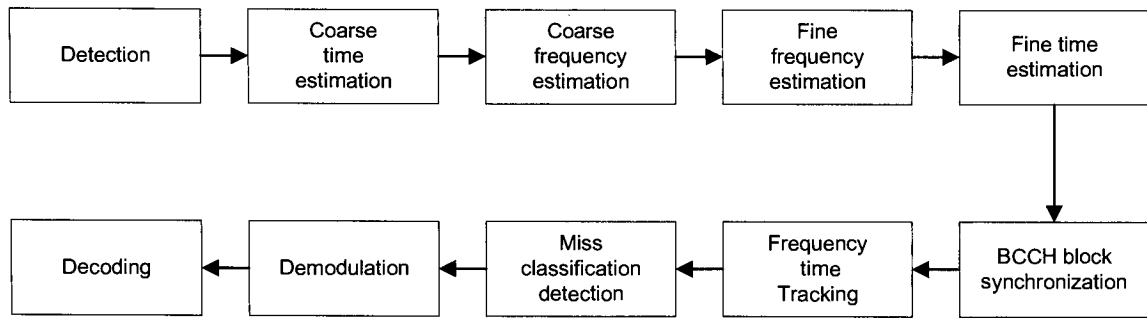 Detection
Coarse
time
estimation
Coarse
frequency
estimation
Fine
frequency
estimation
Fine time
estimation
Decoding
Demodulation
Miss
classification
detection
Frequency
time
Tracking
BCCH block
synchronization